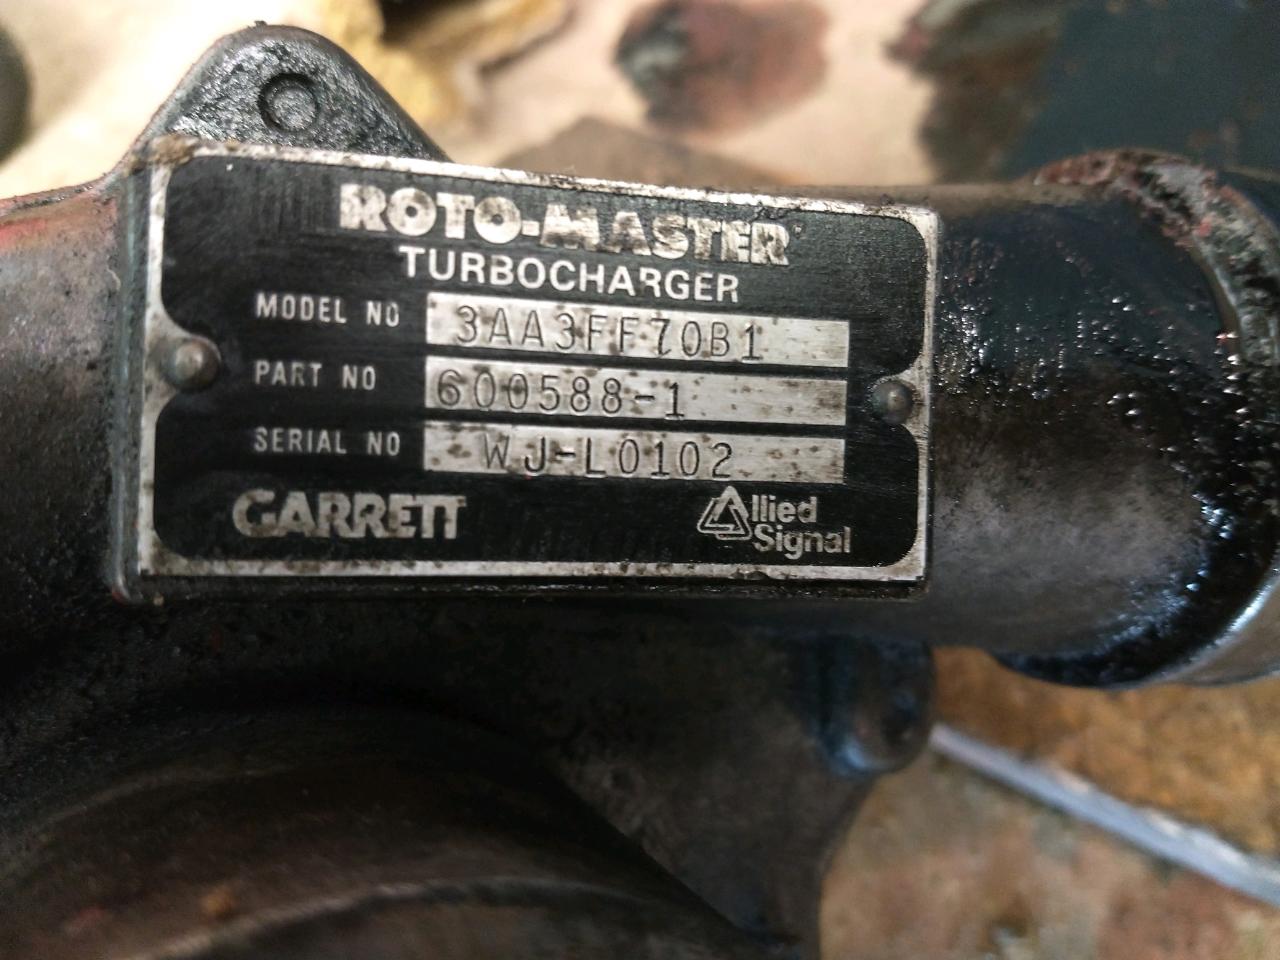 ROTO-MASTER
TURBOCHARGER
MODEL NO 3AA3FF70B1
PART NO 600588-1
SERIAL NO WJ-L0102
GARRETT
Allied
Signal